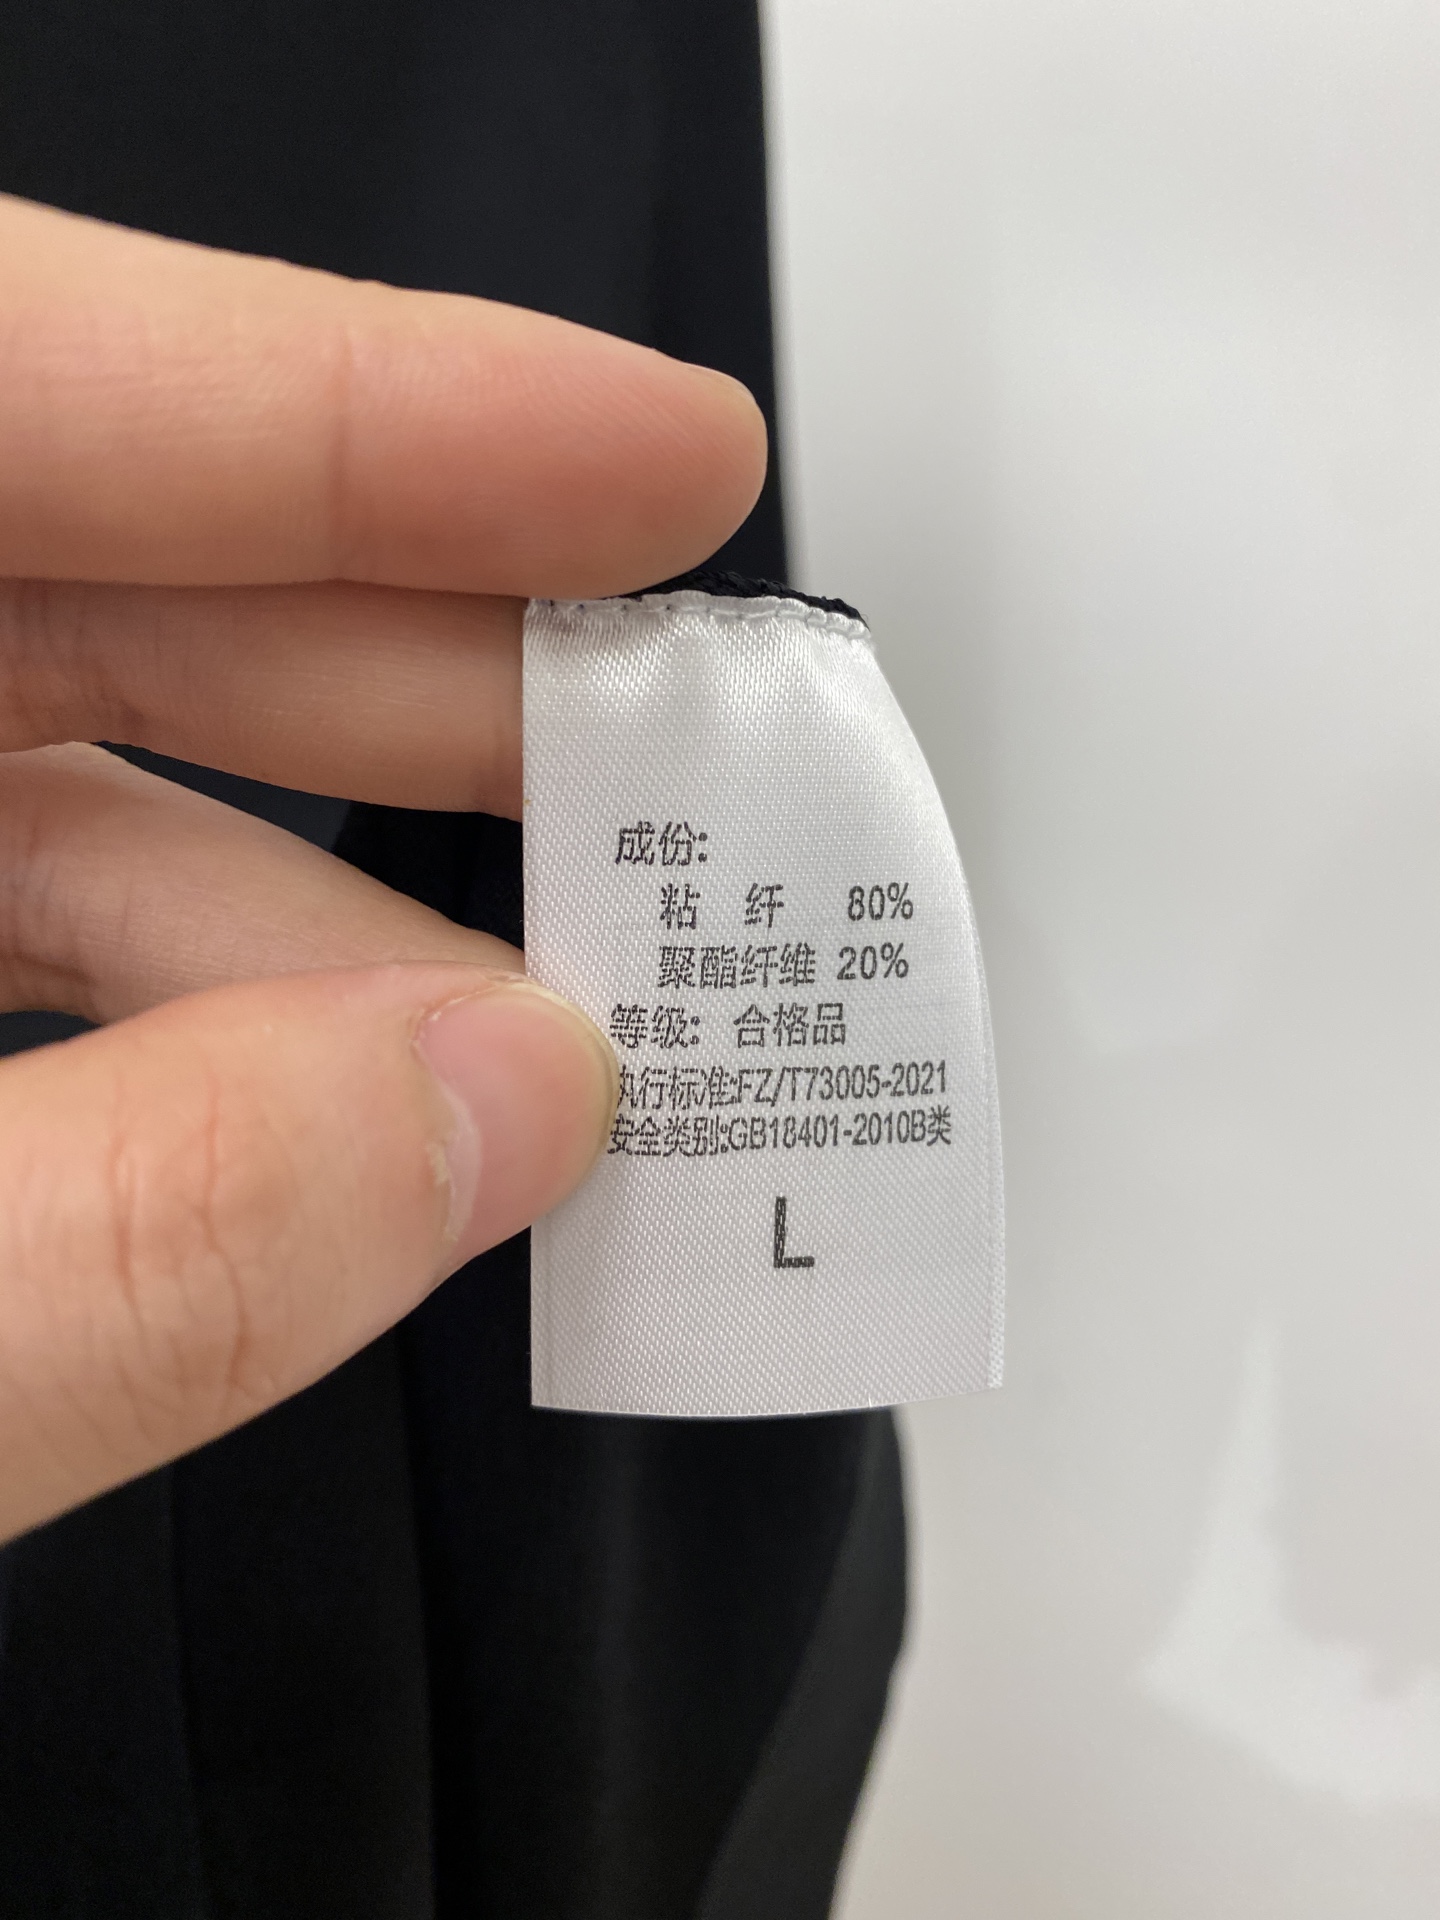 成份:
粘 纤 80%
聚酯纤维 20%
等级: 合格品
执行标准:FZ/T73005-2021
安全类别:GB18401-2010B类
L